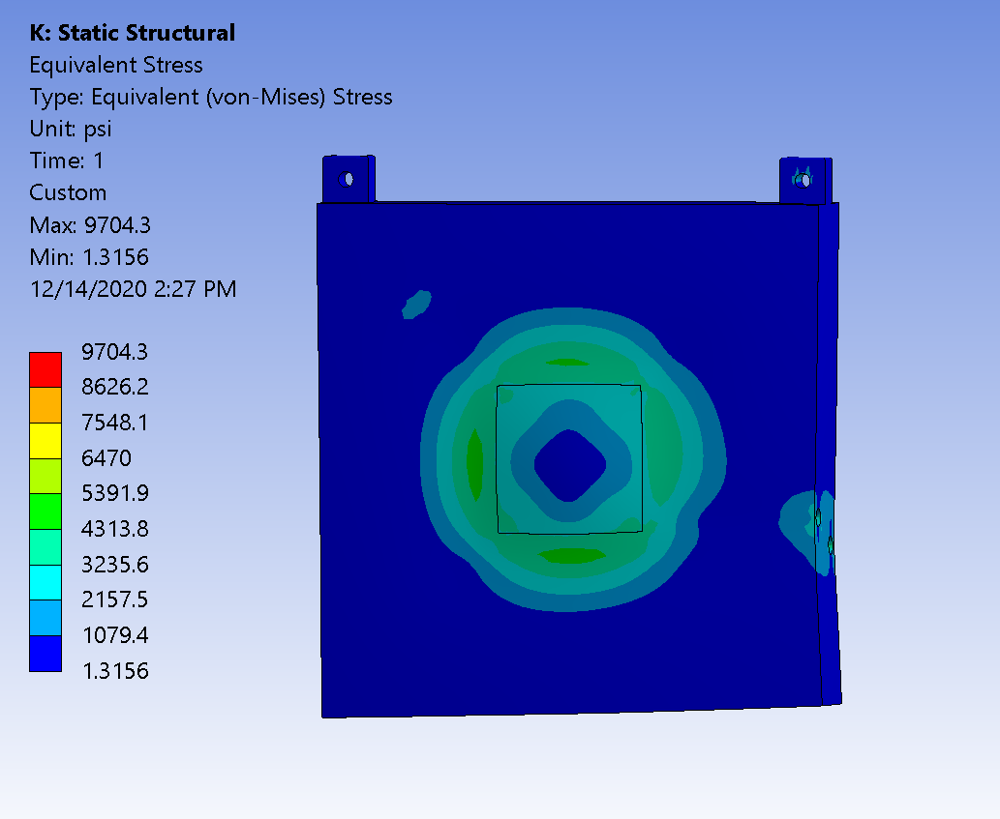 K: Static Structural
Equivalent Stress
Type: Equivalent (von-Mises) Stress
Unit: psi
Time: 1
Custom
Max: 9704.3
Min: 1.3156
12/14/2020 2:27 PM
9704.3
8626.2
7548.1
6470
5391.9
4313.8
3235.6
2157.5
1079.4
1.3156